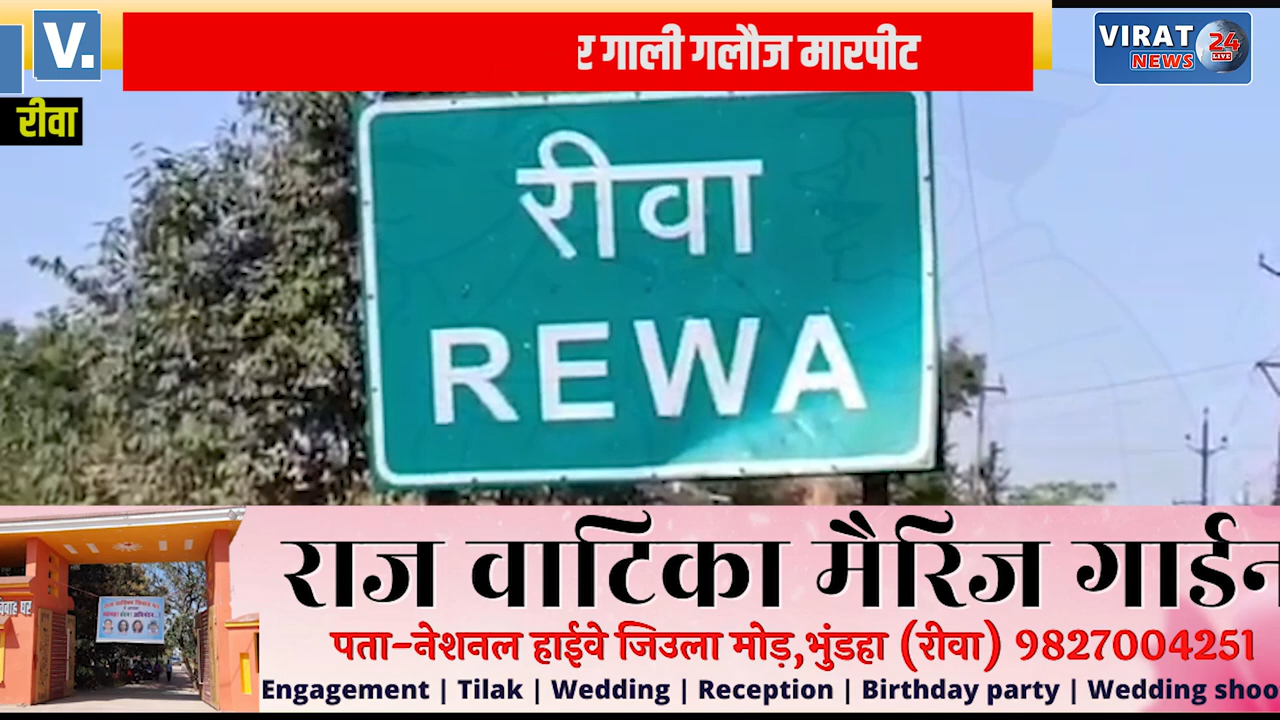 V.
र गाली गलौज मारपीट
VIRAT
NEWS
24
LIVE
रीवा
रीवा
REWA
राज वाटिका मैरिज गार्डन
पता-नेशनल हाईवे जिउला मोड़,भुंडहा (रीवा) 9827004251
Engagement | Tilak | Wedding | Reception | Birthday party | Wedding shoo